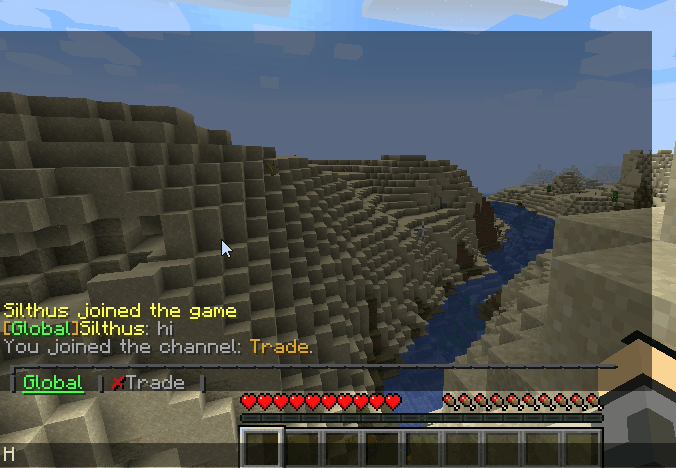 Silthus joined the game
[Global]Silthus: hi
You joined the channel: Trade.
| Global | ✗Trade |
H